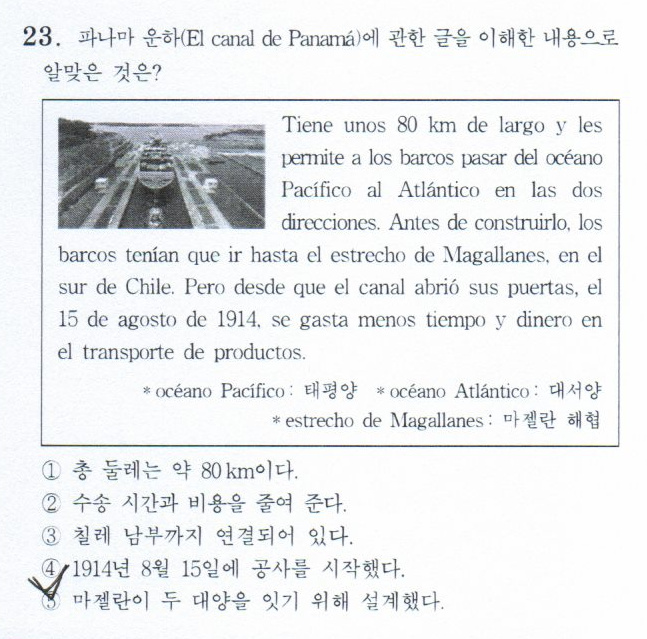 23. 파나마 운하(El canal de Panamá)에 관한 글을 이해한 내용으로
알맞은 것은?
Tiene unos 80 km de largo y les
permite a los barcos pasar del océano
Pacífico al Atlántico en las dos
direcciones. Antes de construirlo, los
barcos tenían que ir hasta el estrecho de Magallanes, en el
sur de Chile. Pero desde que el canal abrió sus puertas, el
15 de agosto de 1914, se gasta menos tiempo y dinero en
el transporte de productos.
* océano Pacífico : 태평양 * océano Atlántico : 대서양
* estrecho de Magallanes : 마젤란 해협
① 총 둘레는 약 80 km이다.
② 수송 시간과 비용을 줄여 준다.
③ 칠레 남부까지 연결되어 있다.
④ 1914년 8월 15일에 공사를 시작했다.
⑤ 마젤란이 두 대양을 잇기 위해 설계했다.